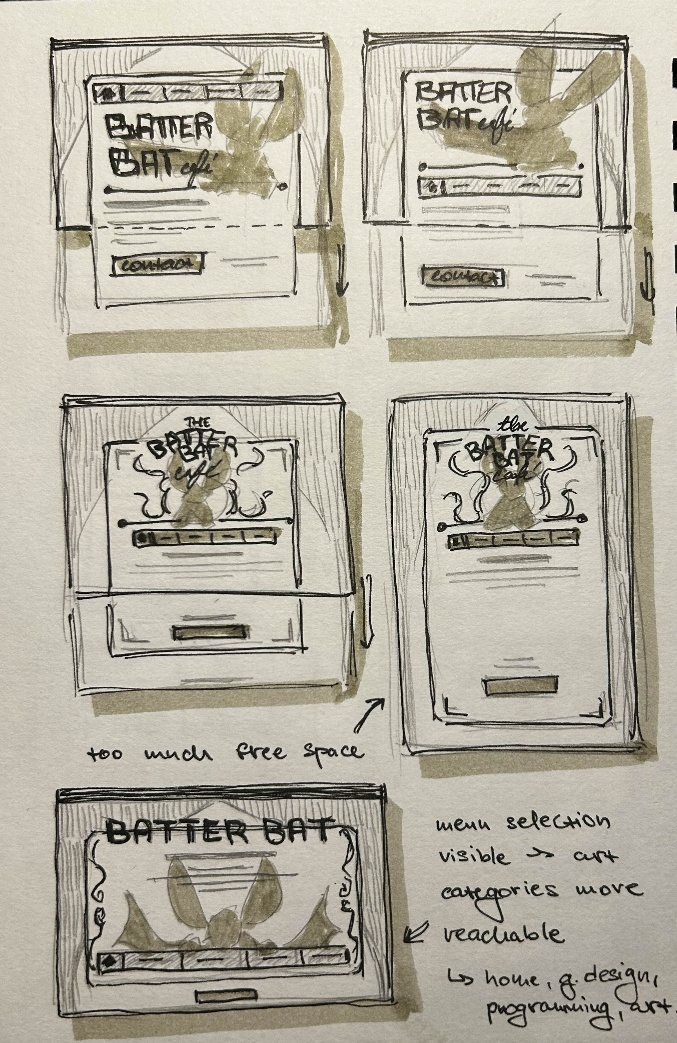 BATTER
BAT café
contact
BATTER
BAT café
contact
THE
BATTER
BAT
café
the
BATTER
BAT
café
too much free space
BATTER BAT
menu selection
visible -> art
categories more
reachable
↳ home, g. design,
programming, art.